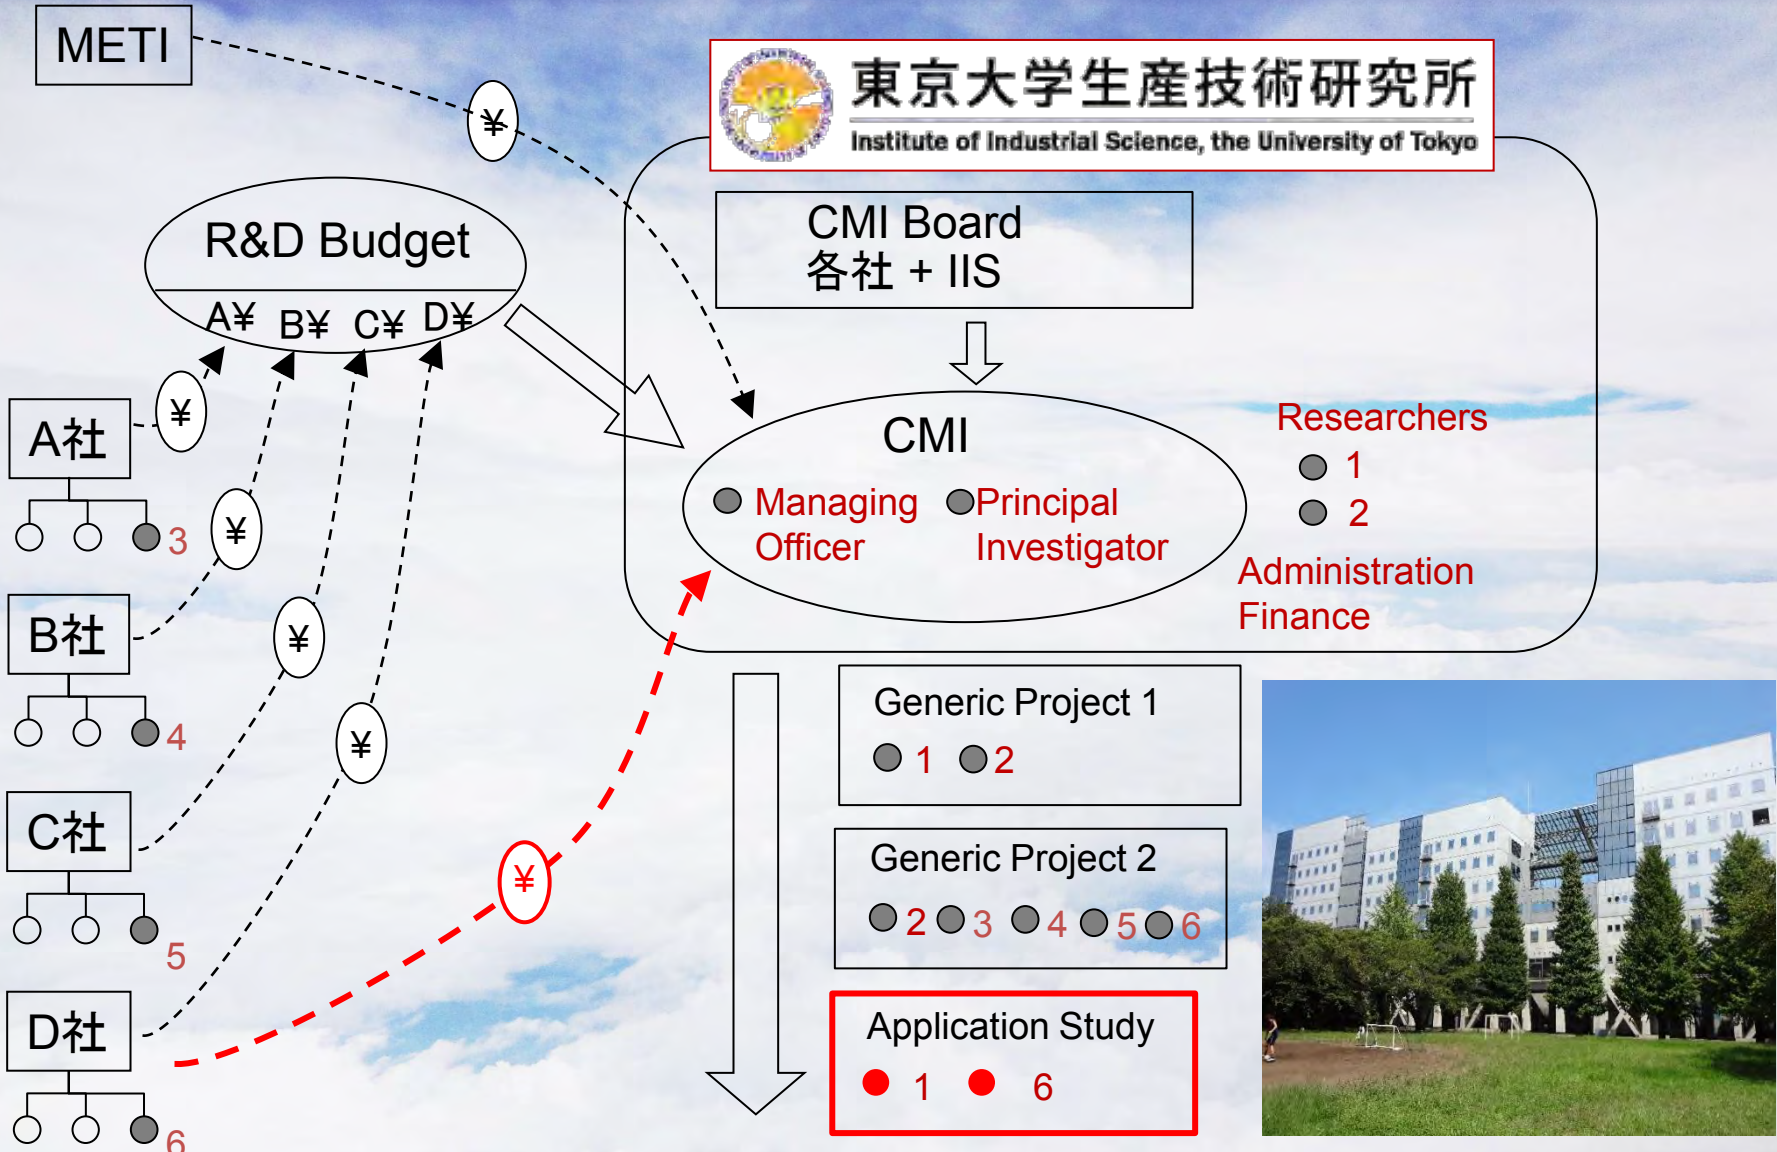 METI
¥
東京大学生産技術研究所
Institute of Industrial Science, the University of Tokyo
R&D Budget
A¥ B¥ C¥ D¥
CMI Board
各社 + IIS
CMI
Managing
Officer
Principal
Investigator
Researchers
1
2
Administration
Finance
A社
¥
3
¥
B社
¥
4
¥
C社
5
¥
D社
6
Generic Project 1
1 2
Generic Project 2
2 3 4 5 6
Application Study
1 6